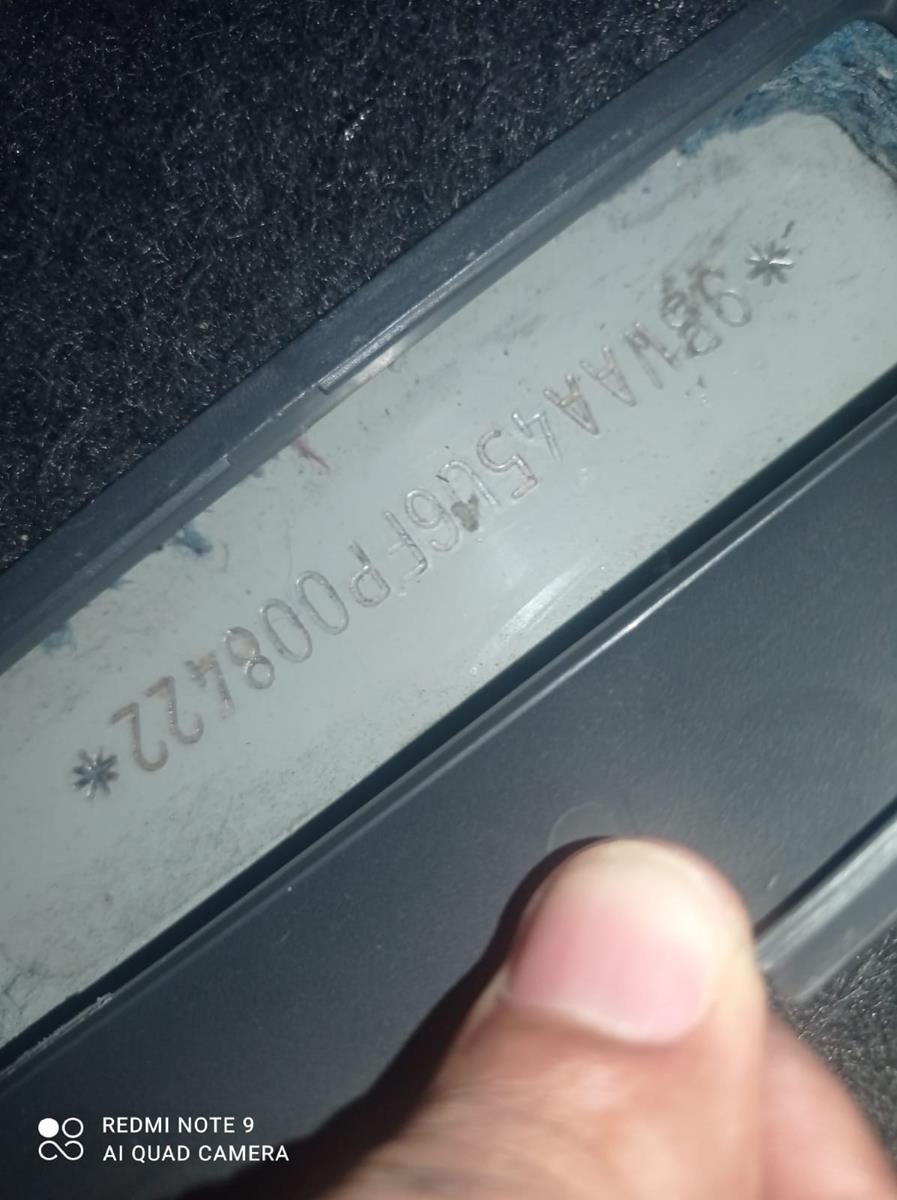 *9BWAA45U6FP008422*
REDMI NOTE 9
AI QUAD CAMERA